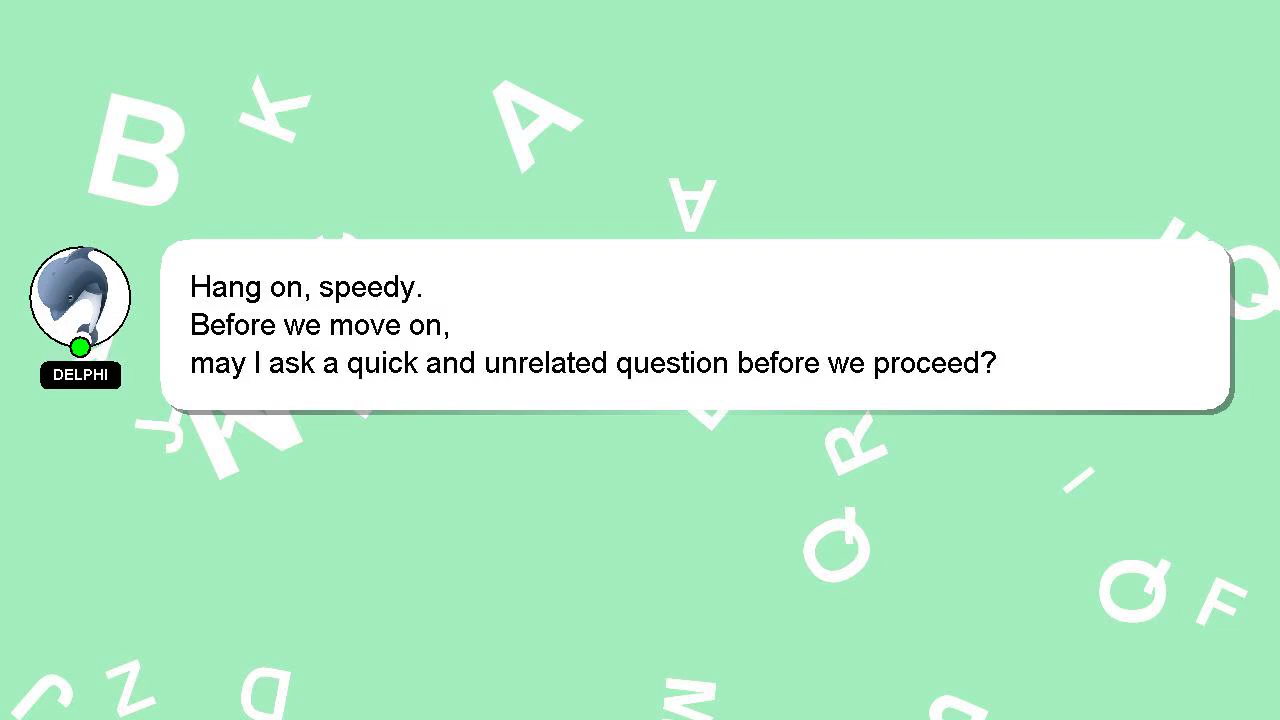 B
K
A
A
Q
Hang on, speedy.
Before we move on,
may I ask a quick and unrelated question before we proceed?
DELPHI
J
N
R
I
Q
Q
F
J
Z
D
M